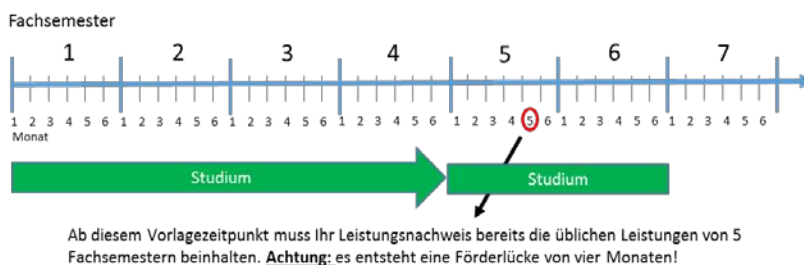 Fachsemester
1 2 3 4 5 6 7
1 2 3 4 5 6 1 2 3 4 5 6 1 2 3 4 5 6 1 2 3 4 5 6 1 2 3 4 5 6 1 2 3 4 5 6 1 2 3 4 5 6
Monat
Studium Studium
Ab diesem Vorlagezeitpunkt muss Ihr Leistungsnachweis bereits die üblichen Leistungen von 5
Fachsemestern beinhalten. Achtung: es entsteht eine Förderlücke von vier Monaten!